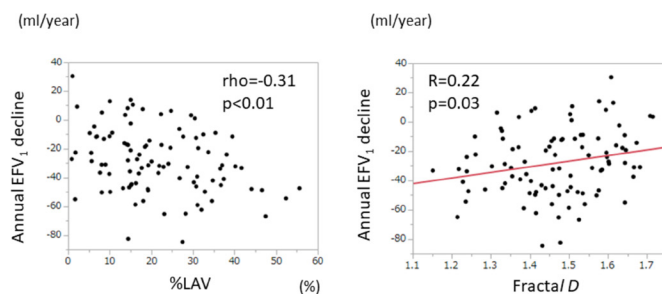 (ml/year)
(ml/year)
Annual EFV1 decline
40
20
0
-20
-40
-60
-80
rho=-0.31
p<0.01
0
10
20
30
40
50
60
%LAV
(%)
Annual EFV1 decline
40
20
0
-20
-40
-60
-80
R=0.22
p=0.03
1.1
1.2
1.3
1.4
1.5
1.6
1.7
Fractal D